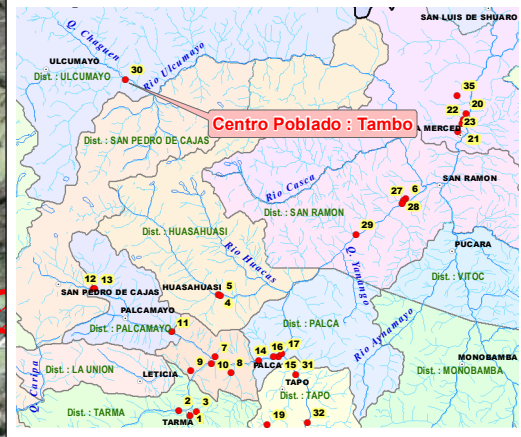 SAN LUIS DE SHUARO
Q. Chaguen
ULCUMAYO
30
Dist. : ULCUMAYO
Rio Ulcumayo
35
22
20
Centro Poblado : Tambo
23
MERCED
21
Dist. : SAN PEDRO DE CAJAS
Rio Casca
SAN RAMON
27
6
Dist. : SAN RAMON
28
Dist. : HUASAHUASI
29
Rio Huacas
Q. Yanango
PUCARA
12
13
SAN PEDRO DE CAJAS
HUASAHUASI
5
4
Dist. : VITOC
PALCAMAYO
11
Dist. : PALCAMAYO
Dist. : PALCA
Rio Aynamayo
7
14
16
17
9
10
8
PALCA
15
31
MONOBAMBA
Dist. : LA UNION
LETICIA
TAPO
Dist. : MONOBAMBA
Q. Caripa
Dist. : TAPO
2
3
Dist. : TARMA
TARMA
1
19
32